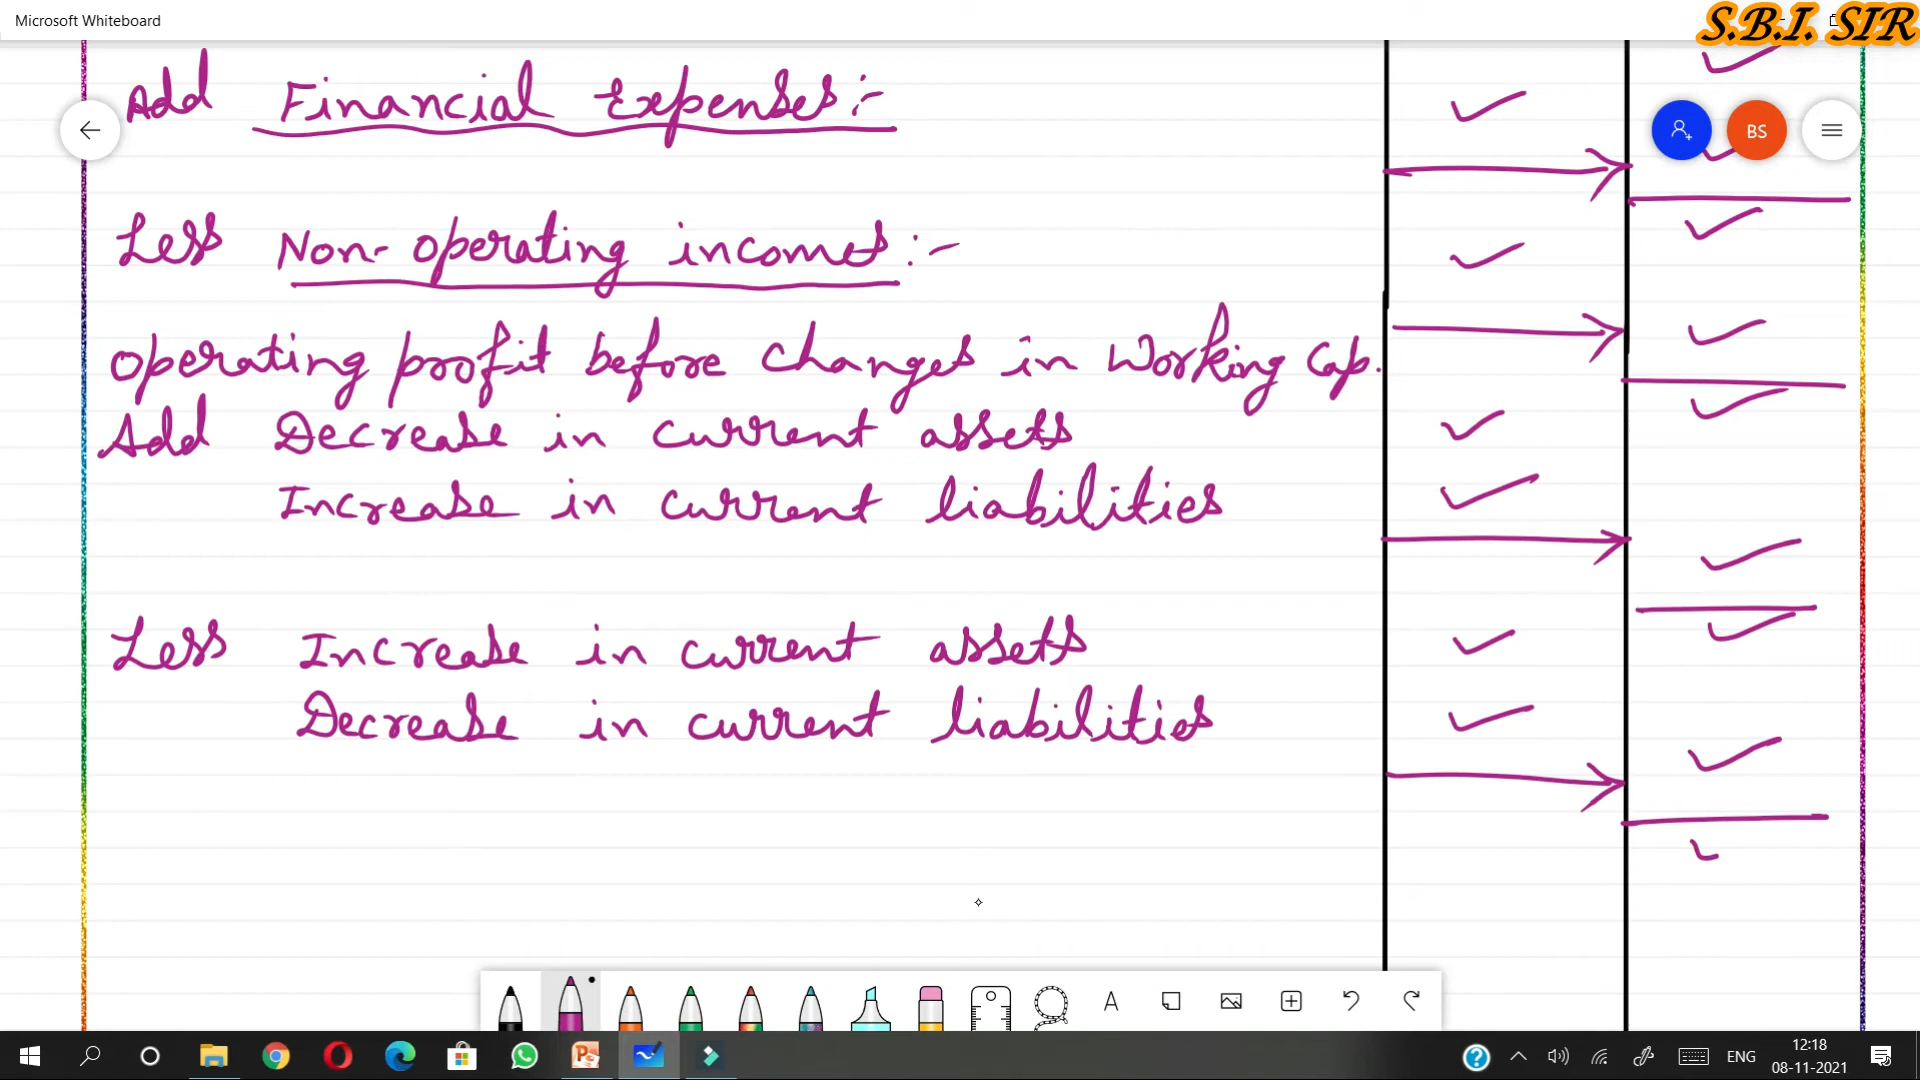 Microsoft Whiteboard
S.B.I. SIR
Add Financial Expenses:-
BS
Less Non-operating incomes:-
operating profit before changes in working cap.
Add Decrease in current assets
Increase in current liabilities
Less Increase in current assets
Decrease in current liabilities
A
ENG
12:18
08-11-2021